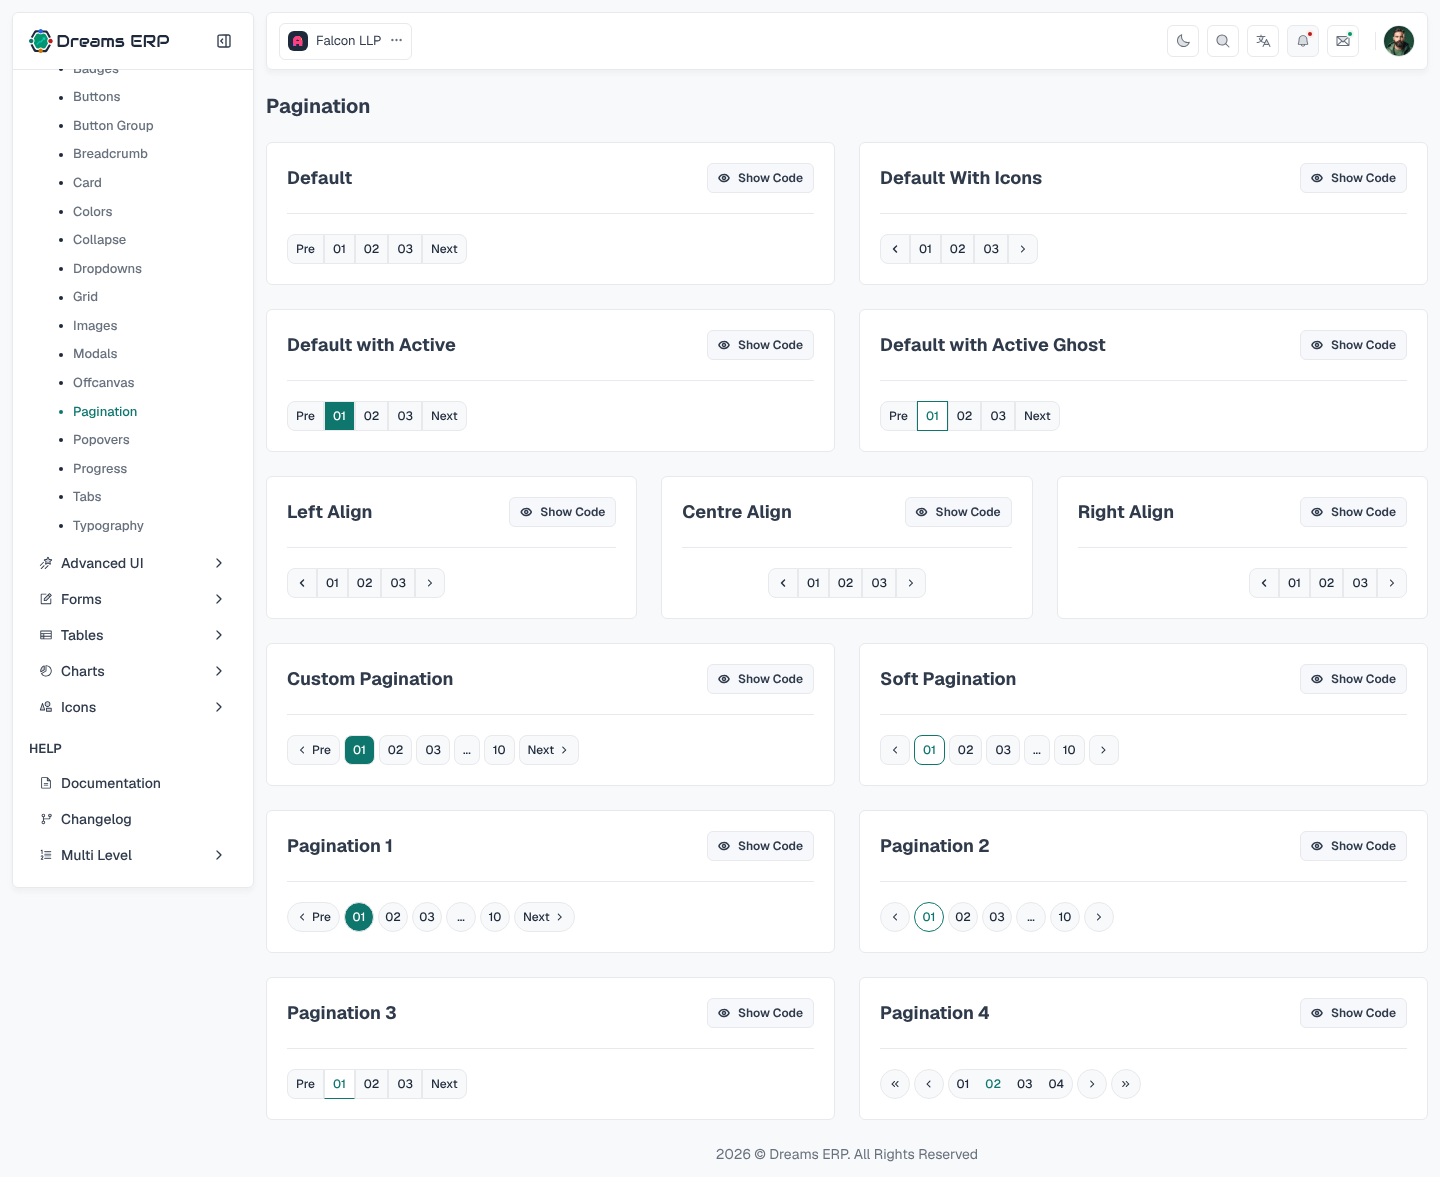 Dreams ERP
Falcon LLP
Badges
Buttons
Button Group
Breadcrumb
Card
Colors
Collapse
Dropdowns
Grid
Images
Modals
Offcanvas
Pagination
Popovers
Progress
Tabs
Typography
Advanced UI
Forms
Tables
Charts
Icons
HELP
Documentation
Changelog
Multi Level
Pagination
Default
Show Code
Pre 01 02 03 Next
Default With Icons
Show Code
01 02 03
Default with Active
Show Code
Pre 01 02 03 Next
Default with Active Ghost
Show Code
Pre 01 02 03 Next
Left Align
Show Code
01 02 03
Centre Align
Show Code
01 02 03
Right Align
Show Code
01 02 03
Custom Pagination
Show Code
Pre 01 02 03 ... 10 Next
Soft Pagination
Show Code
01 02 03 ... 10
Pagination 1
Show Code
Pre 01 02 03 ... 10 Next
Pagination 2
Show Code
01 02 03 ... 10
Pagination 3
Show Code
Pre 01 02 03 Next
Pagination 4
Show Code
« ‹ 01 02 03 04 › »
2026 © Dreams ERP. All Rights Reserved